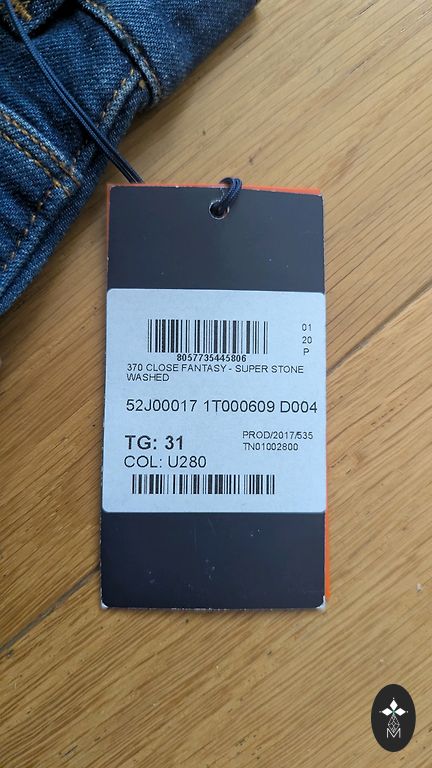 01
20
P
8057735445806
370 CLOSE FANTASY - SUPER STONE
WASHED
52J00017 1T000609 D004
TG: 31
PROD/2017/535
TN01002800
COL: U280
M